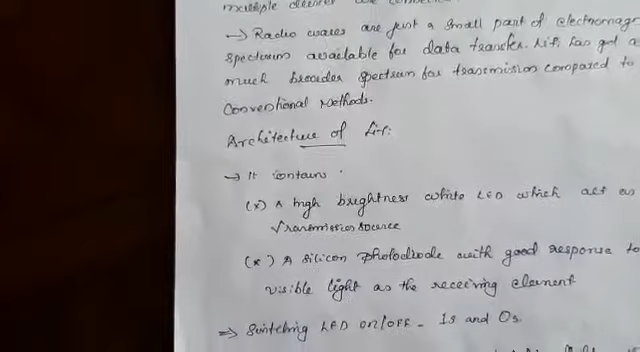 multiple devices are
→ Radio waves are just a small part of electromagn
spectrum available for data transfer. Li-fi has got a
much broader spectrum for transmission compared to
conventional methods.
Architecture of Li-fi:
→ It contains.
(x) A high brightness white LED which act as
Transmission source
(x) A silicon photodiode with good response to
visible light as the receiving element
⇒ Switching LED on/OFF - 1s and 0s.